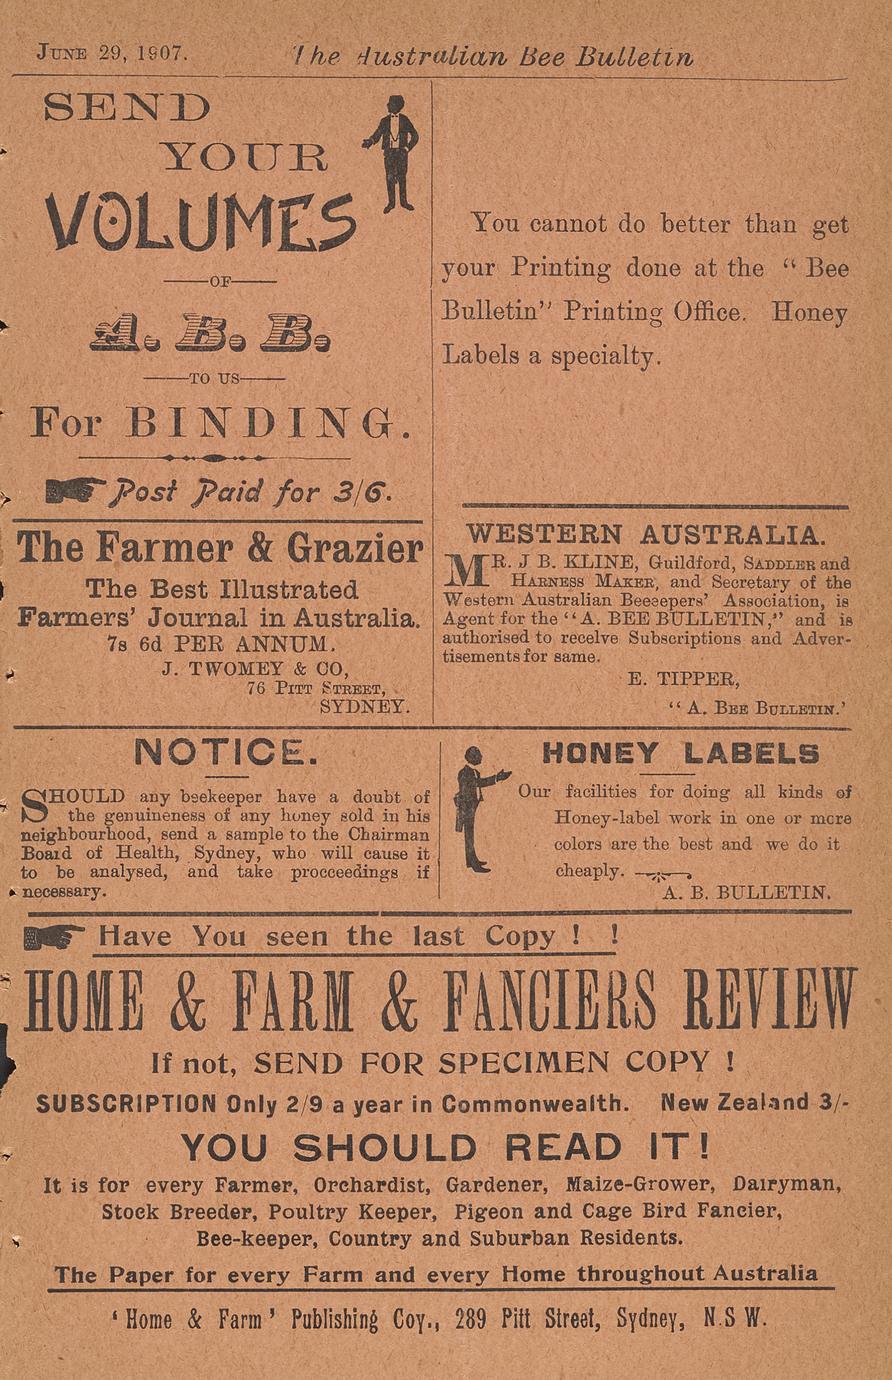 June 29, 1907. The Australian Bee Bulletin
SEND
YOUR
VOLUMES
OF
A. B. B.
TO US
For BINDING.
Post Paid for 3/6.
You cannot do better than get
your Printing done at the “ Bee
Bulletin” Printing Office. Honey
Labels a specialty.
The Farmer & Grazier
The Best Illustrated
Farmers’ Journal in Australia.
7s 6d PER ANNUM.
J. TWOMEY & CO,
76 Pitt Street,
SYDNEY.
WESTERN AUSTRALIA.
MR. J B. KLINE, Guildford, Saddler and
Harness Maker, and Secretary of the
Western Australian Beeeepers’ Association, is
Agent for the “A. BEE BULLETIN,” and is
authorised to receive Subscriptions and Adver-
tisements for same.
E. TIPPER,
“ A. Bee Bulletin.’
NOTICE.
SHOULD any beekeeper have a doubt of
the genuineness of any honey sold in his
neighbourhood, send a sample to the Chairman
Board of Health, Sydney, who will cause it
to be analysed, and take procceedings if
necessary.
HONEY LABELS
Our facilities for doing all kinds of
Honey-label work in one or more
colors are the best and we do it
cheaply.
A. B. BULLETIN.
Have You seen the last Copy ! !
HOME & FARM & FANCIERS REVIEW
If not, SEND FOR SPECIMEN COPY !
SUBSCRIPTION Only 2/9 a year in Commonwealth. New Zealand 3/-
YOU SHOULD READ IT!
It is for every Farmer, Orchardist, Gardener, Maize-Grower, Dairyman,
Stock Breeder, Poultry Keeper, Pigeon and Cage Bird Fancier,
Bee-keeper, Country and Suburban Residents.
The Paper for every Farm and every Home throughout Australia
‘ Home & Farm ’ Publishing Coy., 289 Pitt Street, Sydney, N.S W.